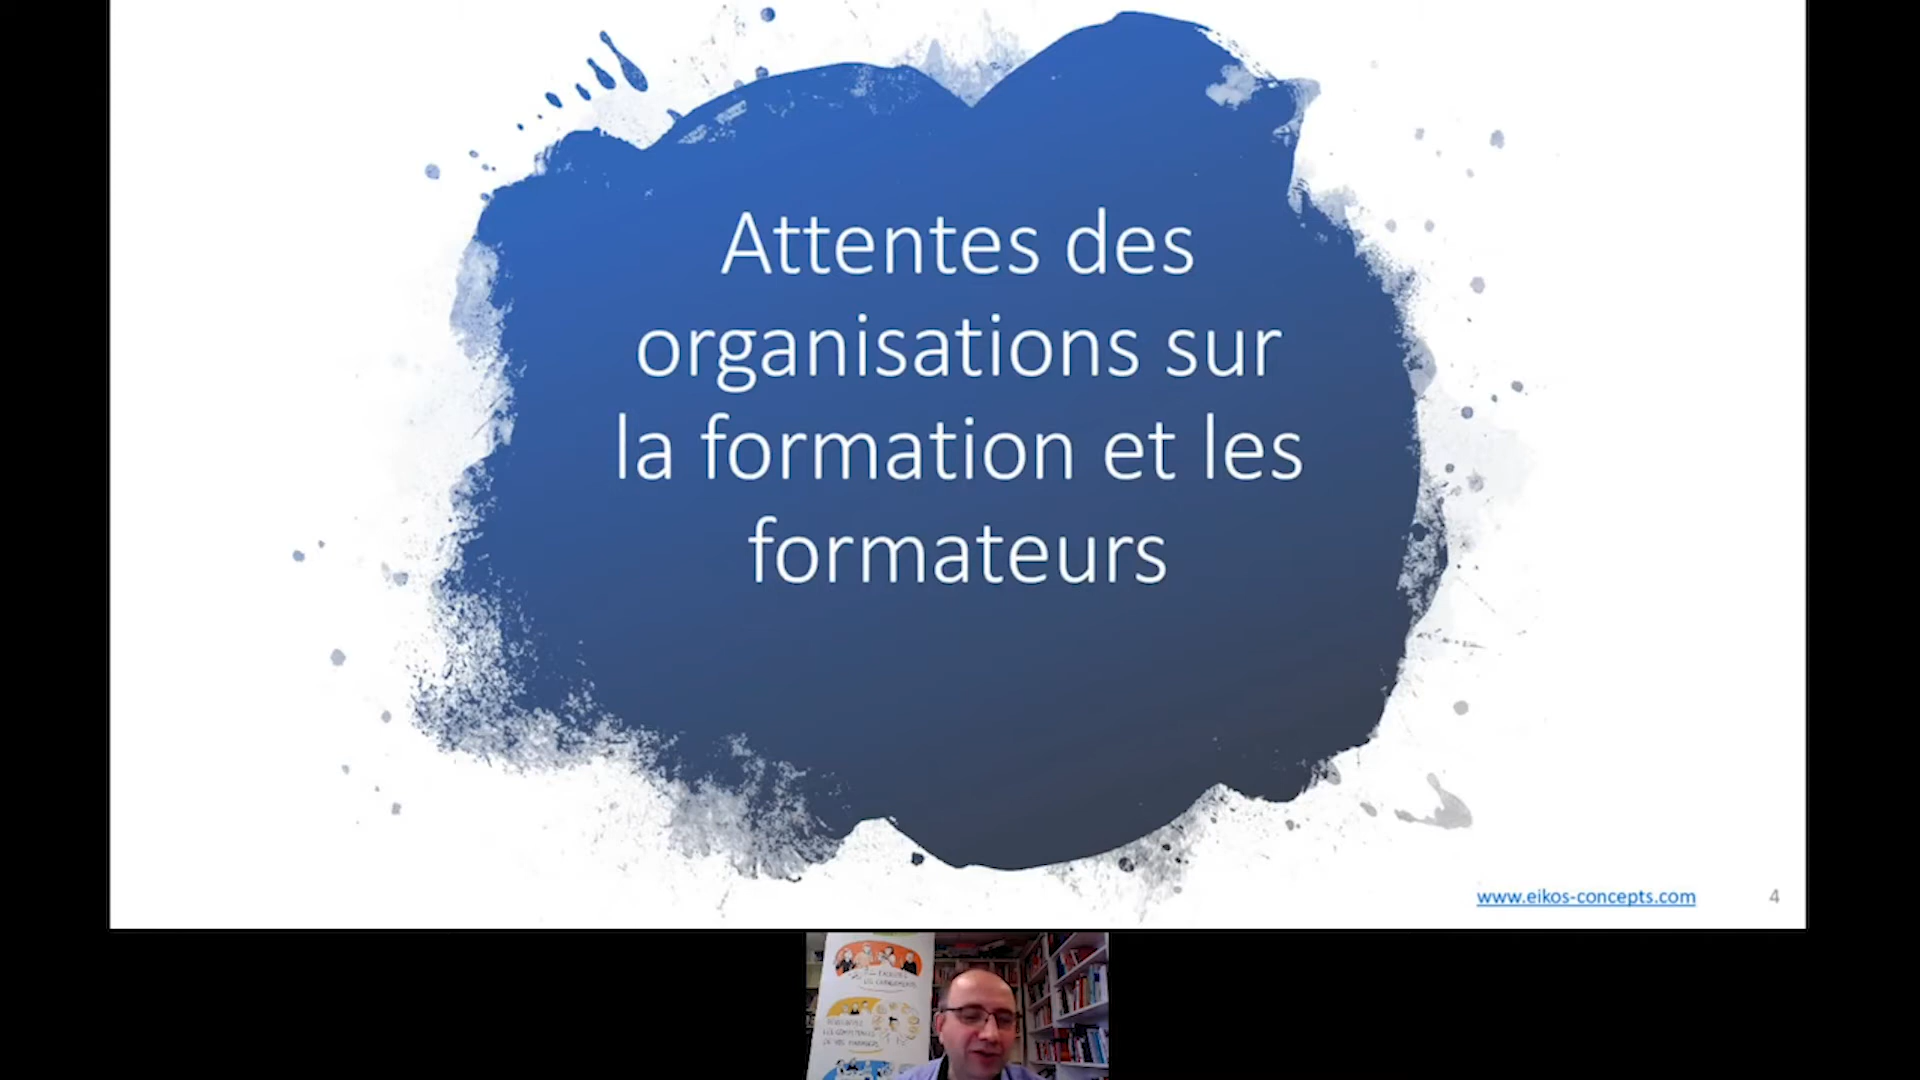 Attentes des
organisations sur
la formation et les
formateurs
www.eikos-concepts.com
4